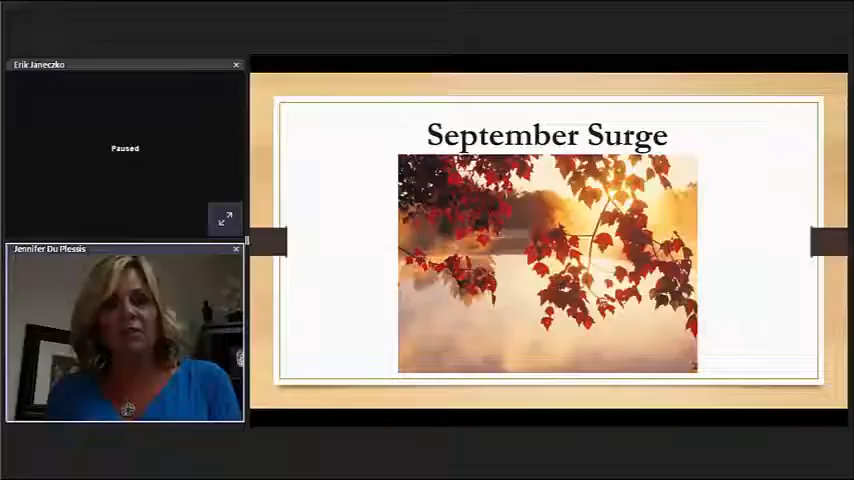 Erik Janeczko
Paused
Jennifer Du Plessis
September Surge